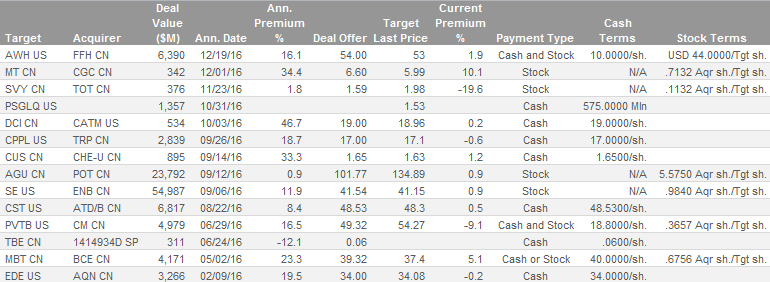 Deal Ann. Target Current Cash
Value Premium Last Price Premium Terms
Target Acquirer ($M) Ann. Date % Deal Offer % Payment Type Stock Terms
AWH US FFH CN 6,390 12/19/16 16.1 54.00 53 1.9 Cash and Stock 10.0000/sh. USD 44.0000/Tgt sh.
MT CN CGC CN 342 12/01/16 34.4 6.60 5.99 10.1 Stock N/A .7132 Aqr sh./Tgt sh.
SVY CN TOT CN 376 11/23/16 1.8 1.59 1.98 -19.6 Stock N/A .1132 Aqr sh./Tgt sh.
PSGLQ US 1,357 10/31/16 1.53 Cash 575.0000 Mln
DCI CN CATM US 534 10/03/16 46.7 19.00 18.96 0.2 Cash 19.0000/sh.
CPPL US TRP CN 2,839 09/26/16 18.7 17.00 17.1 -0.6 Cash 17.0000/sh.
CUS CN CHE-U CN 895 09/14/16 33.3 1.65 1.63 1.2 Cash 1.6500/sh.
AGU CN POT CN 23,792 09/12/16 0.9 101.77 134.89 0.9 Stock N/A 5.5750 Aqr sh./Tgt sh.
SE US ENB CN 54,987 09/06/16 11.9 41.54 41.15 0.9 Stock N/A .9840 Aqr sh./Tgt sh.
CST US ATD/B CN 6,817 08/22/16 8.4 48.53 48.3 0.5 Cash 48.5300/sh.
PVTB US CM CN 4,979 06/29/16 16.5 49.32 54.27 -9.1 Cash and Stock 18.8000/sh. .3657 Aqr sh./Tgt sh.
TBE CN 1414934D SP 311 06/24/16 -12.1 0.06 Cash .0600/sh.
MBT CN BCE CN 4,171 05/02/16 23.3 39.32 37.4 5.1 Cash or Stock 40.0000/sh. .6756 Aqr sh./Tgt sh.
EDE US AQN CN 3,266 02/09/16 19.5 34.00 34.08 -0.2 Cash 34.0000/sh.